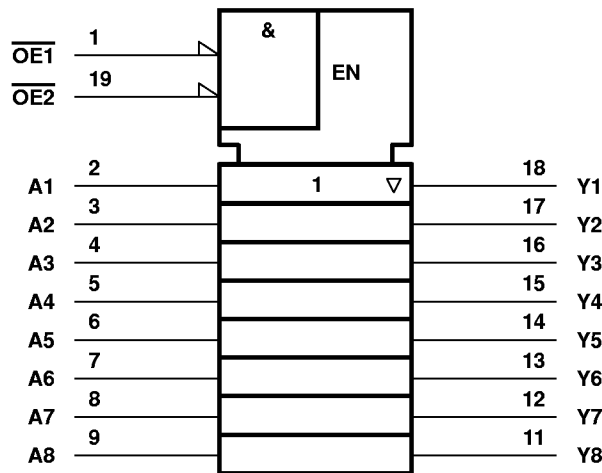 &
1
OE1
EN
19
OE2
2 18
A1 1 ▽ Y1
3 17
A2 Y2
4 16
A3 Y3
5 15
A4 Y4
6 14
A5 Y5
7 13
A6 Y6
8 12
A7 Y7
9 11
A8 Y8